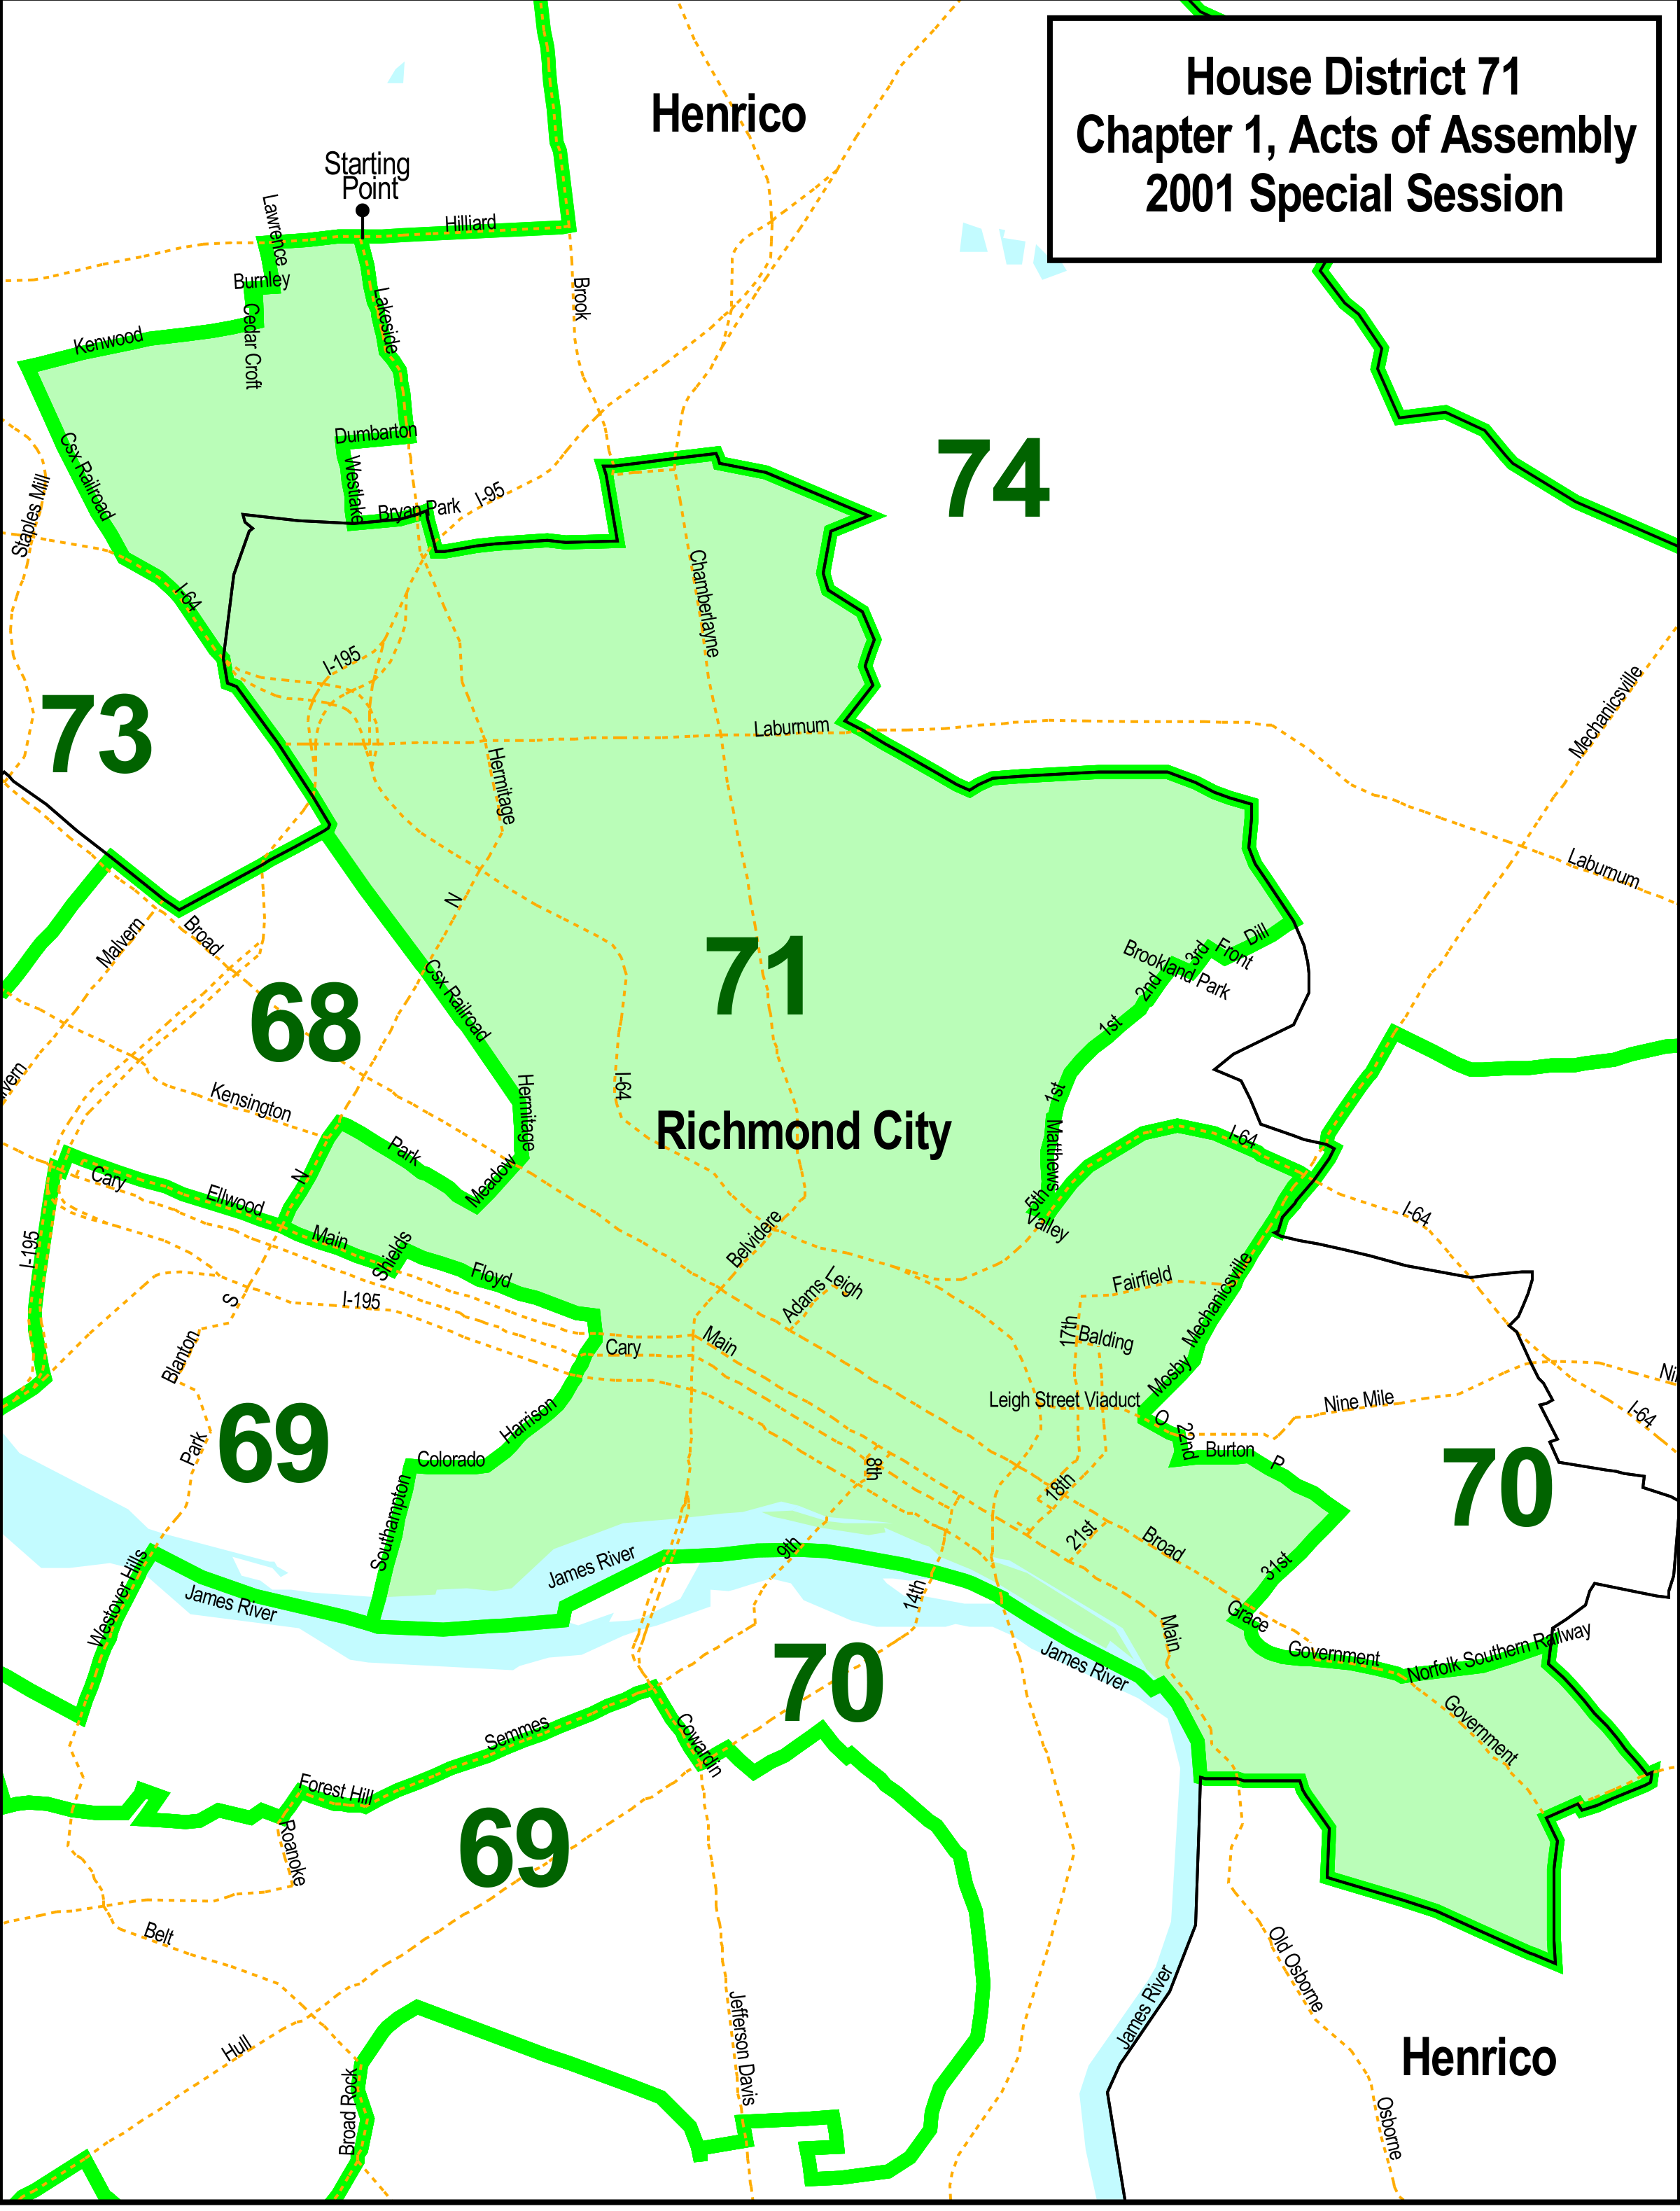 House District 71
Chapter 1, Acts of Assembly
2001 Special Session
Henrico
Starting
Point
Lawrence
Hilliard
Burnley
Brook
Lakeside
Cedar Croft
Kenwood
Dumbarton
Csx Railroad
Westlake
74
Staples Mill
Bryan Park
I-95
Chamberlayne
I-64
I-195
73
Laburnum
Mechanicsville
Hermitage
Laburnum
N
Malvern
Broad
Dill
Front
3rd
Brookland Park
71
2nd
Csx Railroad
68
1st
vern
Kensington
Hermitage
I-64
1st
Richmond City
Matthews
I-64
Park
Meadow
N
Cary
Ellwood
5th
Valley
I-64
Main
Shields
Belvidere
I-195
Floyd
Adams
Leigh
Fairfield
I-195
S
Mechanicsville
17th
Balding
Cary
Main
Blanton
Mosby
Ni
Leigh Street Viaduct
Nine Mile
I-64
Harrison
O
22nd
69
Park
Colorado
Burton
P
70
8th
18th
Southampton
21st
Broad
9th
James River
31st
Westover Hills
James River
14th
Grace
Main
Government
Norfolk Southern Railway
James River
70
Government
Semmes
Cowardin
Forest Hill
Roanoke
69
Belt
Old Osborne
James River
Jefferson Davis
Hull
Henrico
Broad Rock
Osborne